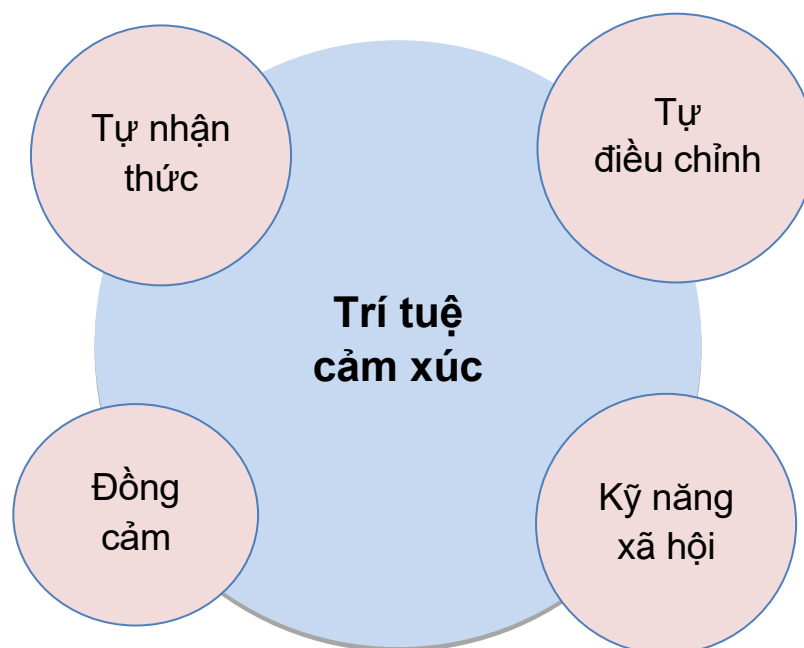 Tự nhận
thức
Tự
điều chỉnh
Trí tuệ
cảm xúc
Đồng
cảm
Kỹ năng
xã hội